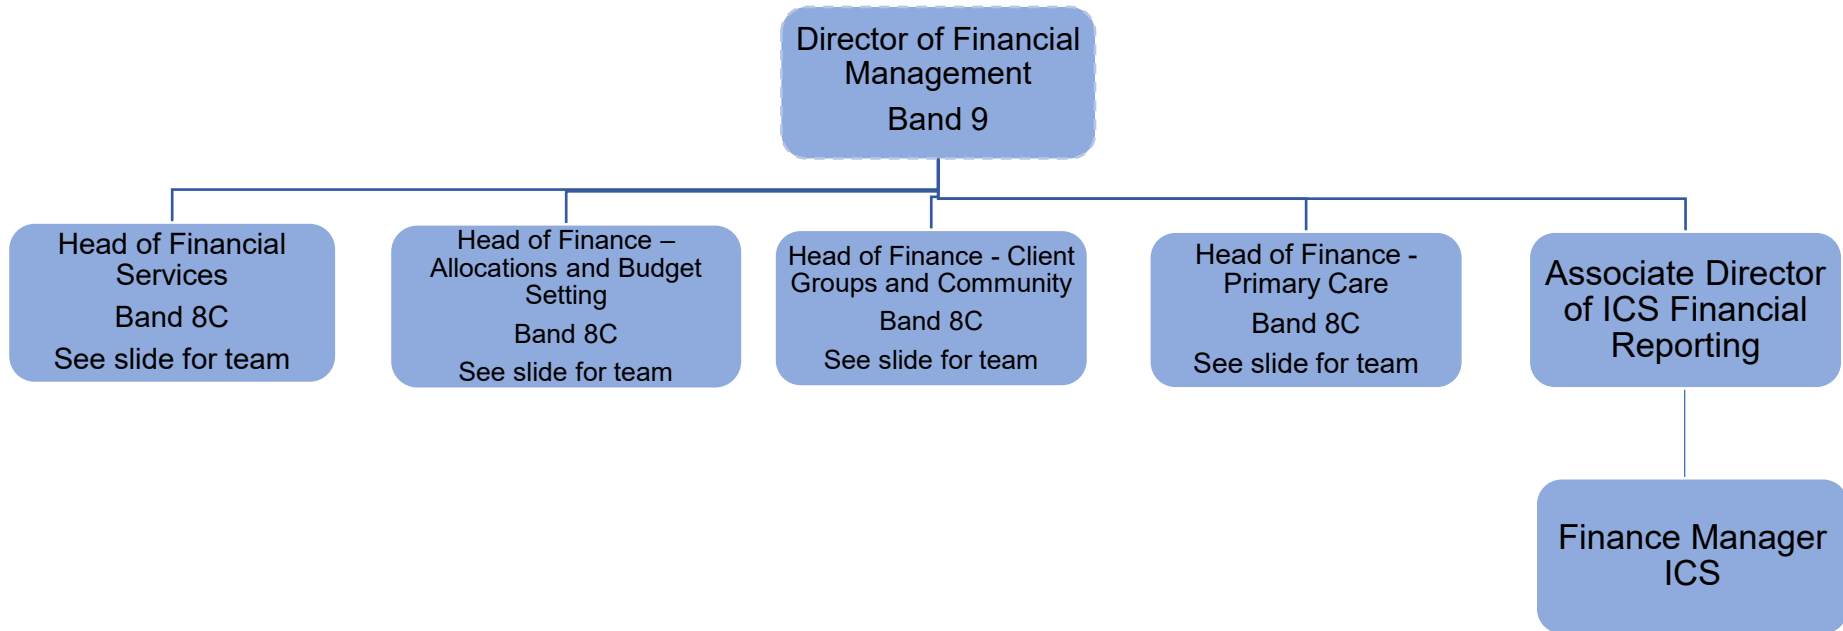 Director of Financial
Management
Band 9
Head of Financial
Services
Band 8C
See slide for team
Head of Finance –
Allocations and Budget
Setting
Band 8C
See slide for team
Head of Finance - Client
Groups and Community
Band 8C
See slide for team
Head of Finance -
Primary Care
Band 8C
See slide for team
Associate Director
of ICS Financial
Reporting
Finance Manager
ICS